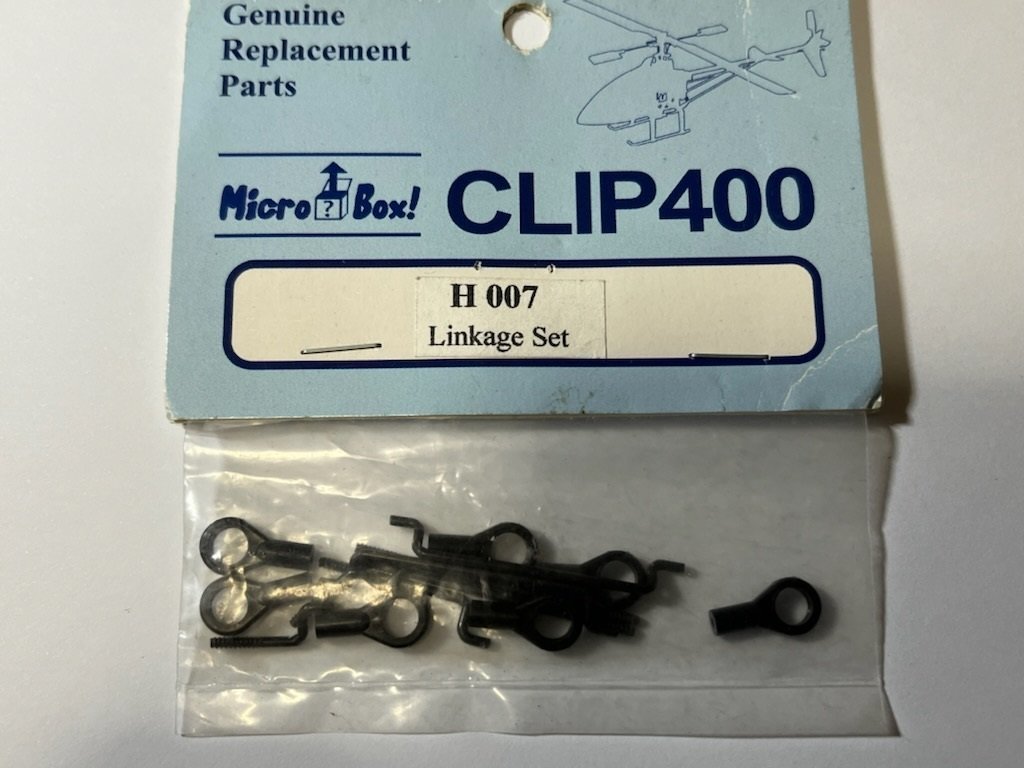 Genuine
Replacement
Parts
Micro ? Box!
CLIP400
H 007
Linkage Set